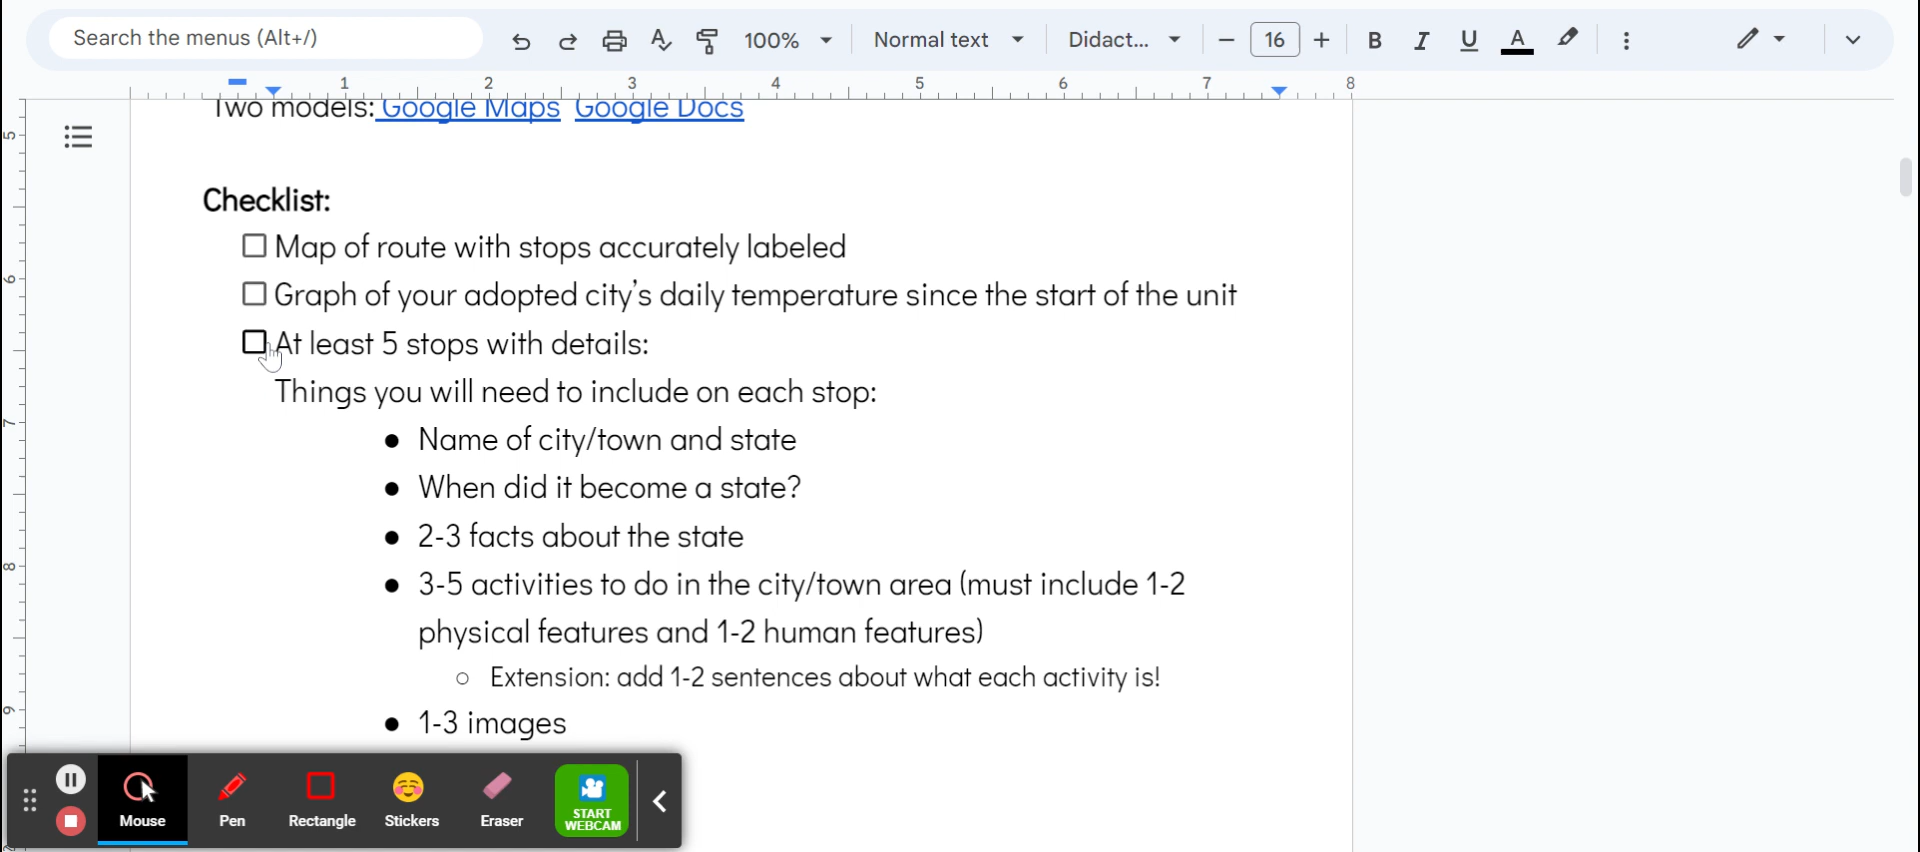 Search the menus (Alt+/)
100%
Normal text
Didact...
16
B
I
U
A
1 2 3 4 5 6 7 8
Two models: Google Maps Google Docs
Checklist:
Map of route with stops accurately labeled
Graph of your adopted city's daily temperature since the start of the unit
At least 5 stops with details:
Things you will need to include on each stop:
● Name of city/town and state
● When did it become a state?
● 2-3 facts about the state
● 3-5 activities to do in the city/town area (must include 1-2
physical features and 1-2 human features)
○ Extension: add 1-2 sentences about what each activity is!
● 1-3 images
5
6
7
8
9
Mouse
Pen
Rectangle
Stickers
Eraser
START
WEBCAM